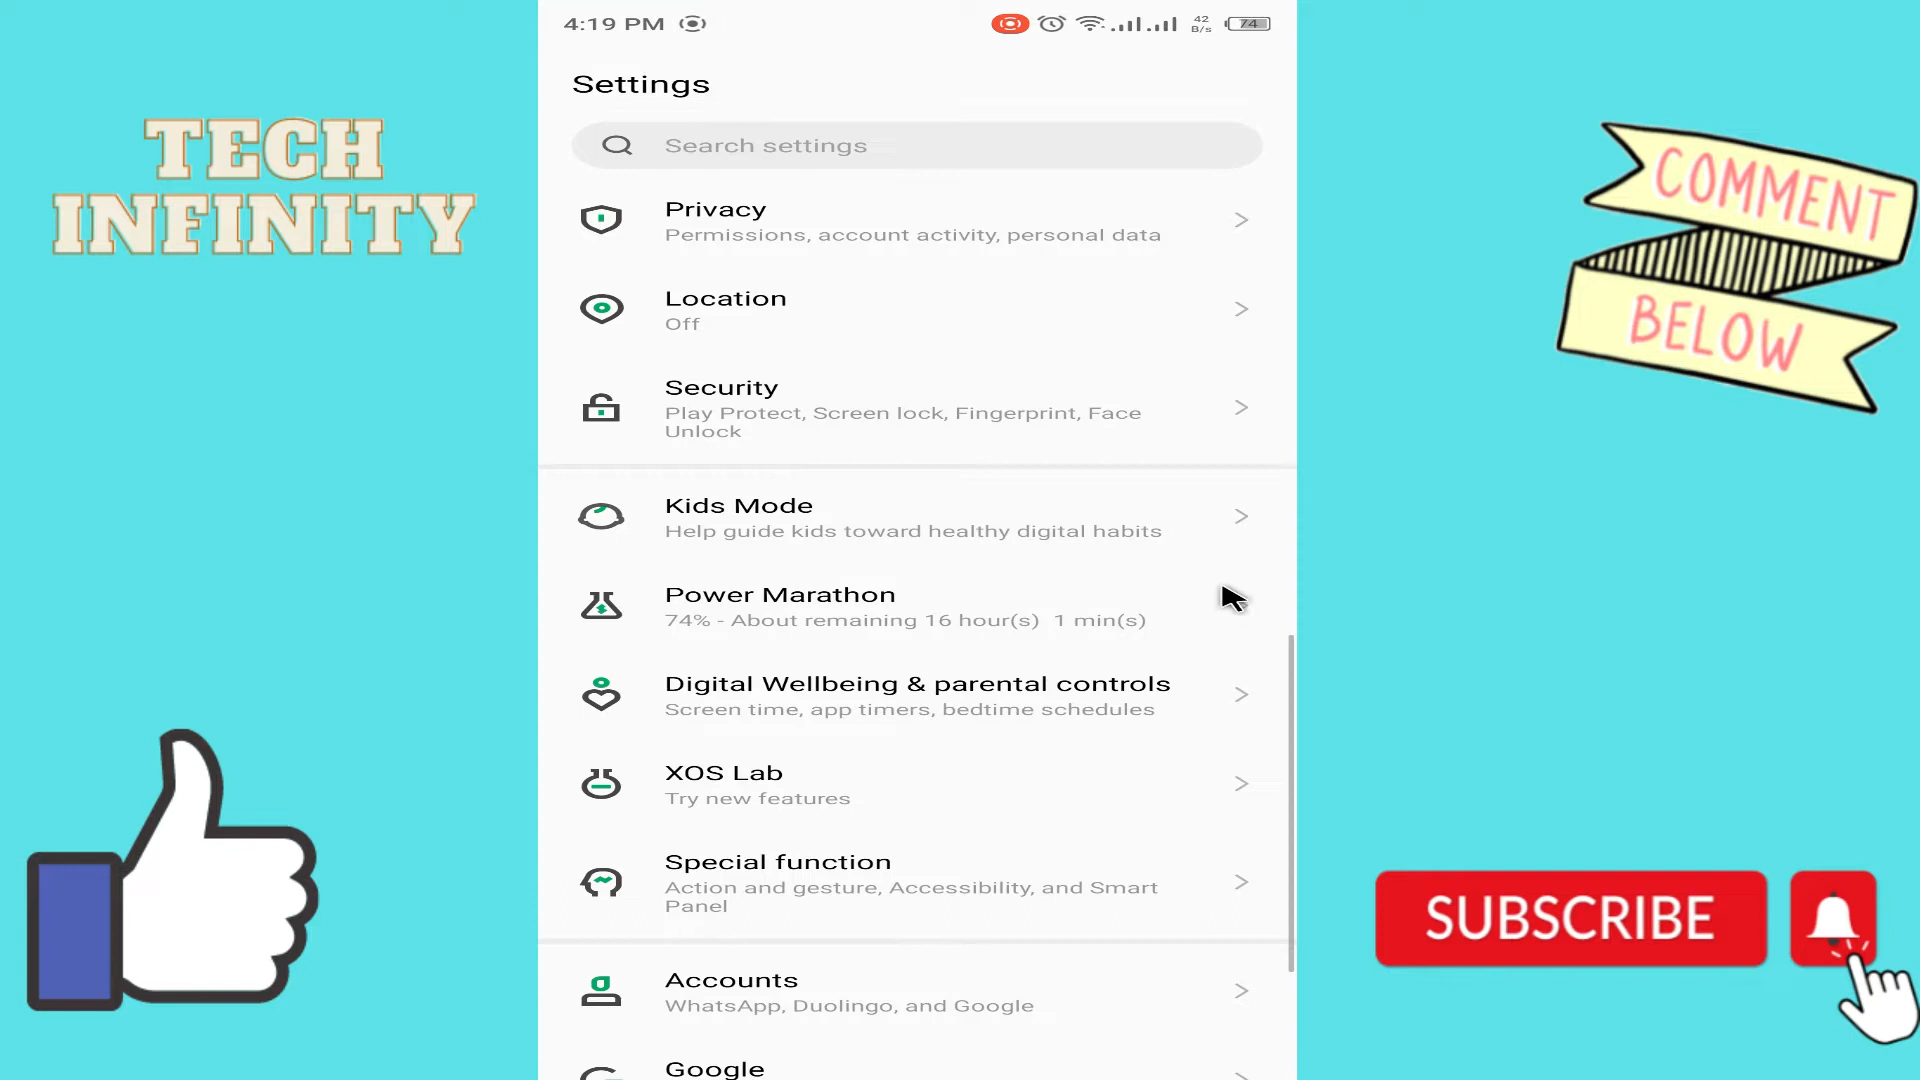 4:19 PM
42
B/s
74
Settings
Search settings
TECH
INFINITY
COMMENT
BELOW
Privacy
Permissions, account activity, personal data
Location
Off
Security
Play Protect, Screen lock, Fingerprint, Face
Unlock
Kids Mode
Help guide kids toward healthy digital habits
Power Marathon
74% - About remaining 16 hour(s) 1 min(s)
Digital Wellbeing & parental controls
Screen time, app timers, bedtime schedules
XOS Lab
Try new features
Special function
Action and gesture, Accessibility, and Smart
Panel
SUBSCRIBE
Accounts
WhatsApp, Duolingo, and Google
Google